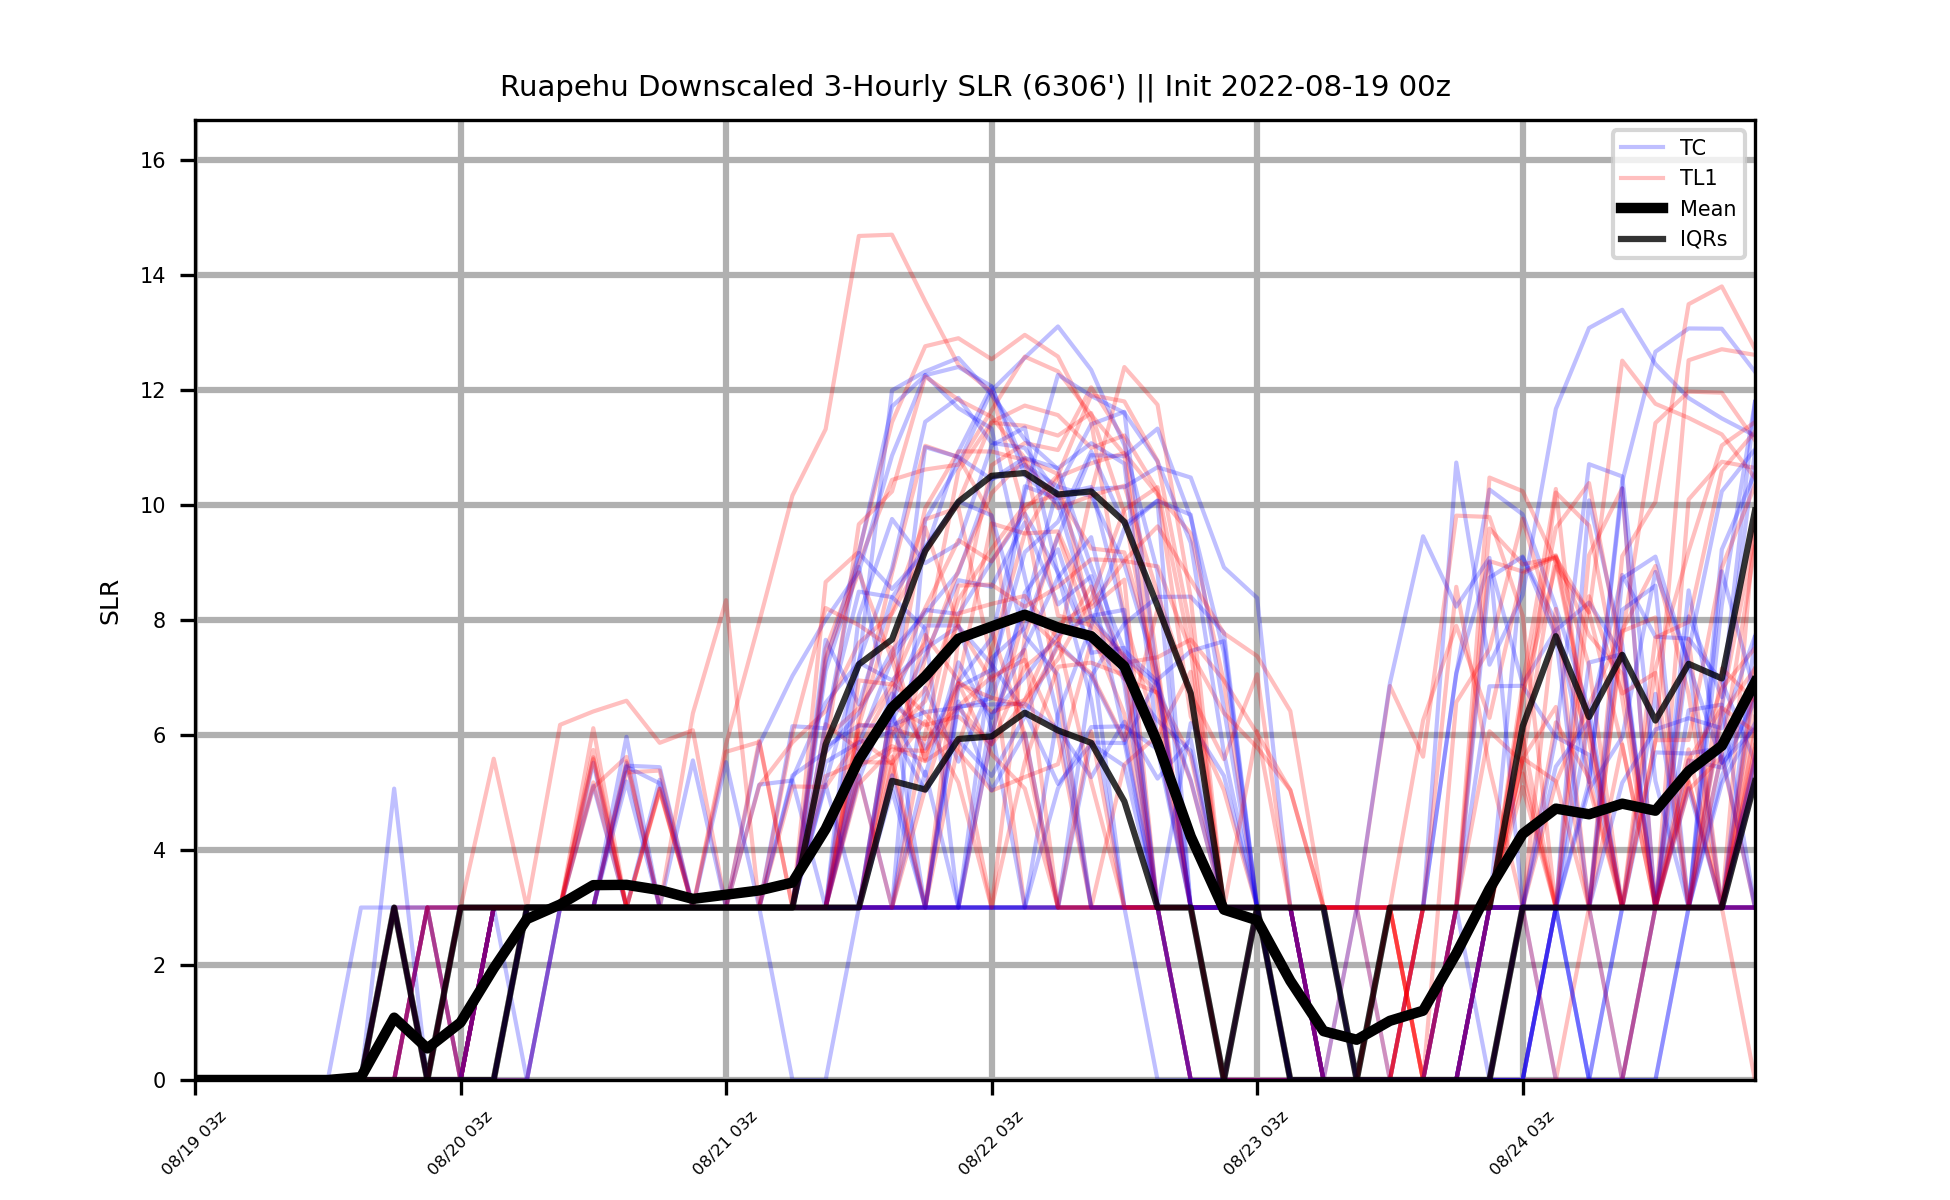 Ruapehu Downscaled 3-Hourly SLR (6306') || Init 2022-08-19 00z
TC
TL1
Mean
IQRs
SLR
16
14
12
10
8
6
4
2
0
08/19 03z
08/20 03z
08/21 03z
08/22 03z
08/23 03z
08/24 03z